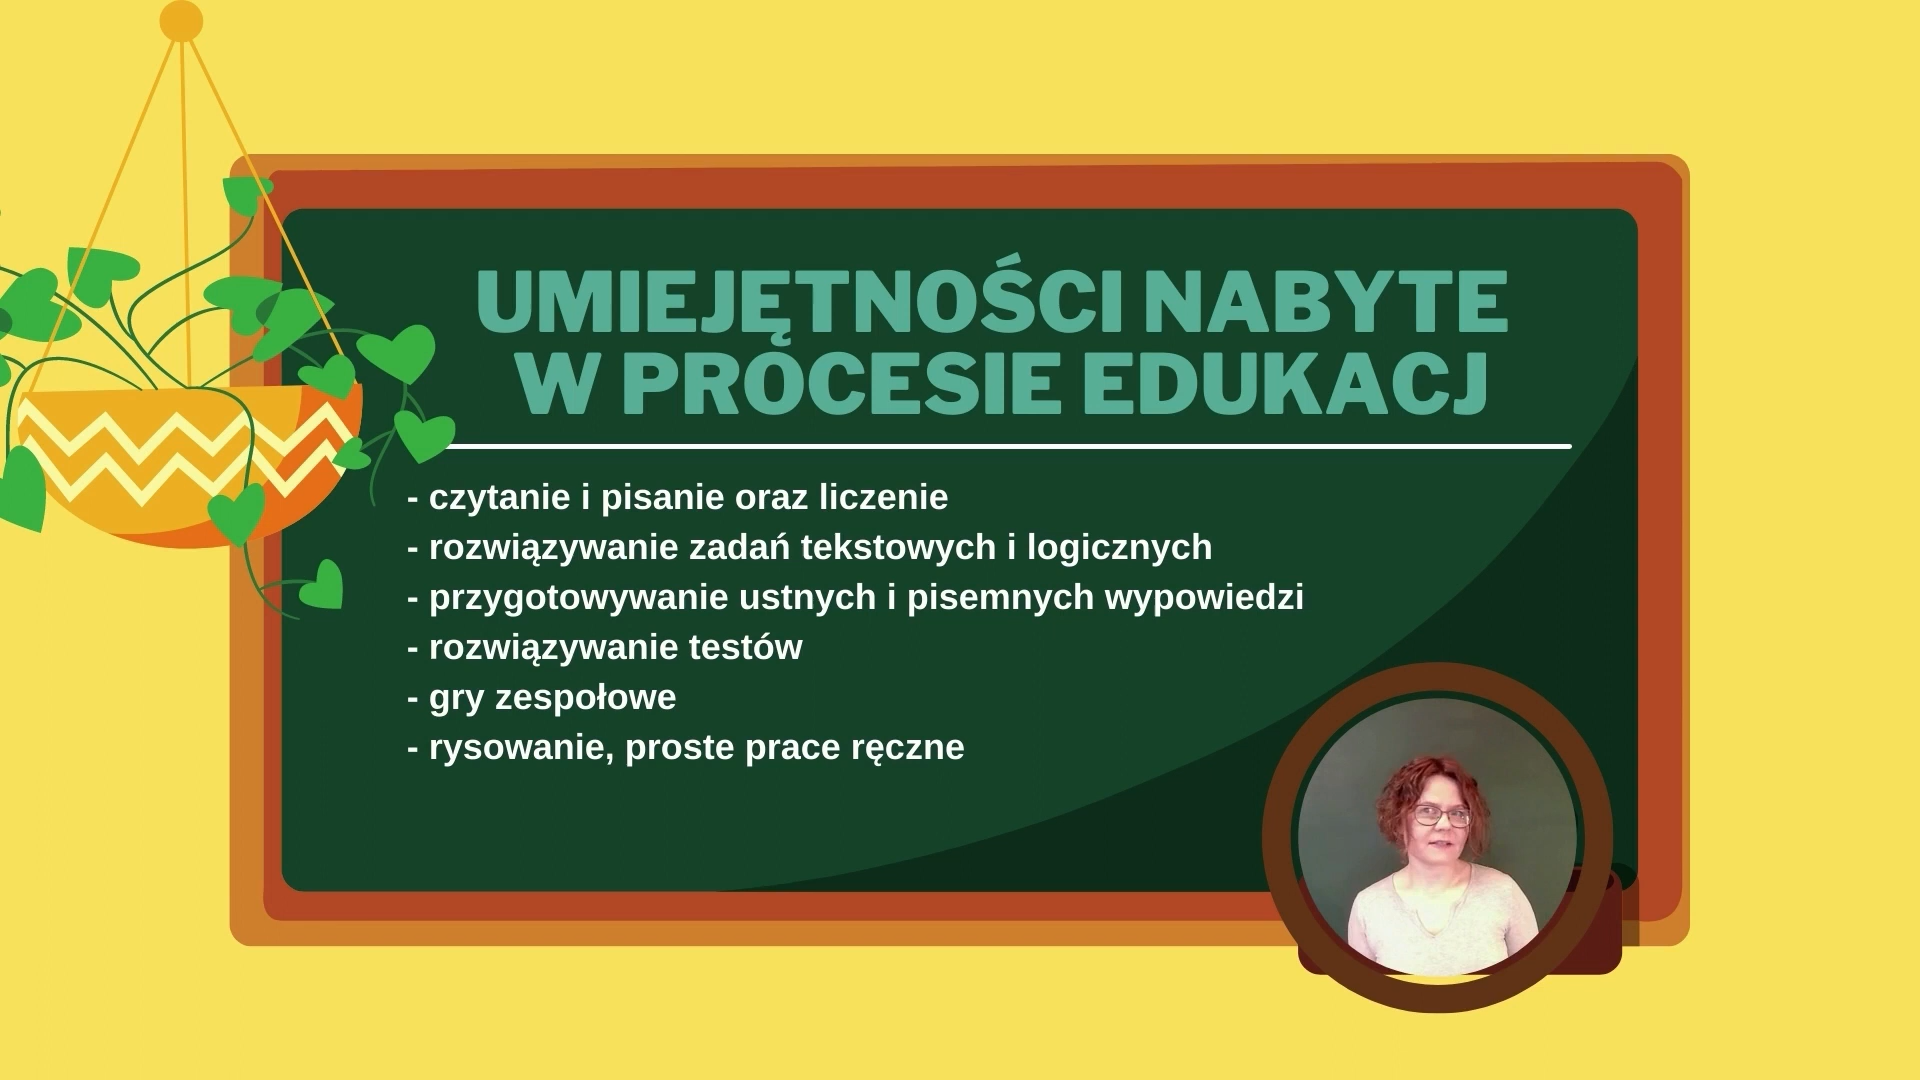 UMIEJĘTNOŚCI NABYTE
W PROCESIE EDUKACJ
- czytanie i pisanie oraz liczenie
- rozwiązywanie zadań tekstowych i logicznych
- przygotowywanie ustnych i pisemnych wypowiedzi
- rozwiązywanie testów
- gry zespołowe
- rysowanie, proste prace ręczne